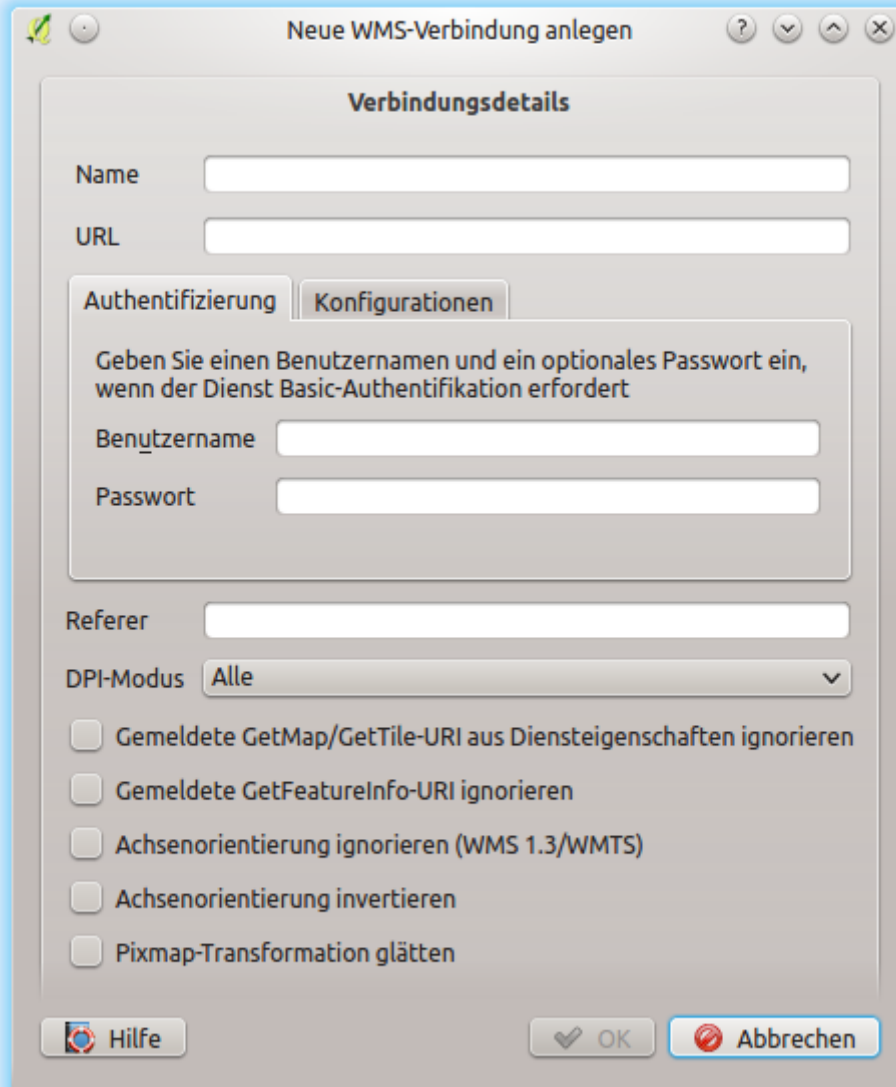 Neue WMS-Verbindung anlegen
Verbindungsdetails
Name
URL
Authentifizierung
Konfigurationen
Geben Sie einen Benutzernamen und ein optionales Passwort ein,
wenn der Dienst Basic-Authentifikation erfordert
Benutzername
Passwort
Referer
DPI-Modus Alle
Gemeldete GetMap/GetTile-URI aus Diensteigenschaften ignorieren
Gemeldete GetFeatureInfo-URI ignorieren
Achsenorientierung ignorieren (WMS 1.3/WMTS)
Achsenorientierung invertieren
Pixmap-Transformation glätten
Hilfe OK Abbrechen